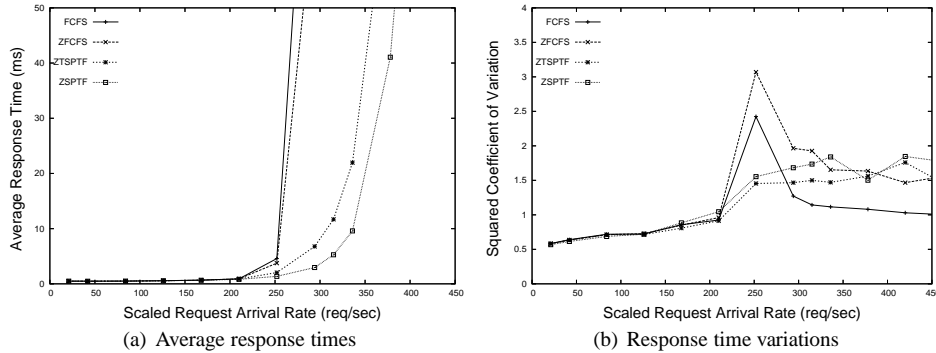 FCFS
ZFCFS
ZTSPTF
ZSPTF
50
40
30
20
10
0
0 50 100 150 200 250 300 350 400 450
Average Response Time (ms)
Scaled Request Arrival Rate (req/sec)
(a) Average response times
FCFS
ZFCFS
ZTSPTF
ZSPTF
4
3.5
3
2.5
2
1.5
1
0.5
0
0 50 100 150 200 250 300 350 400 450
Squared Coefficient of Variation
Scaled Request Arrival Rate (req/sec)
(b) Response time variations